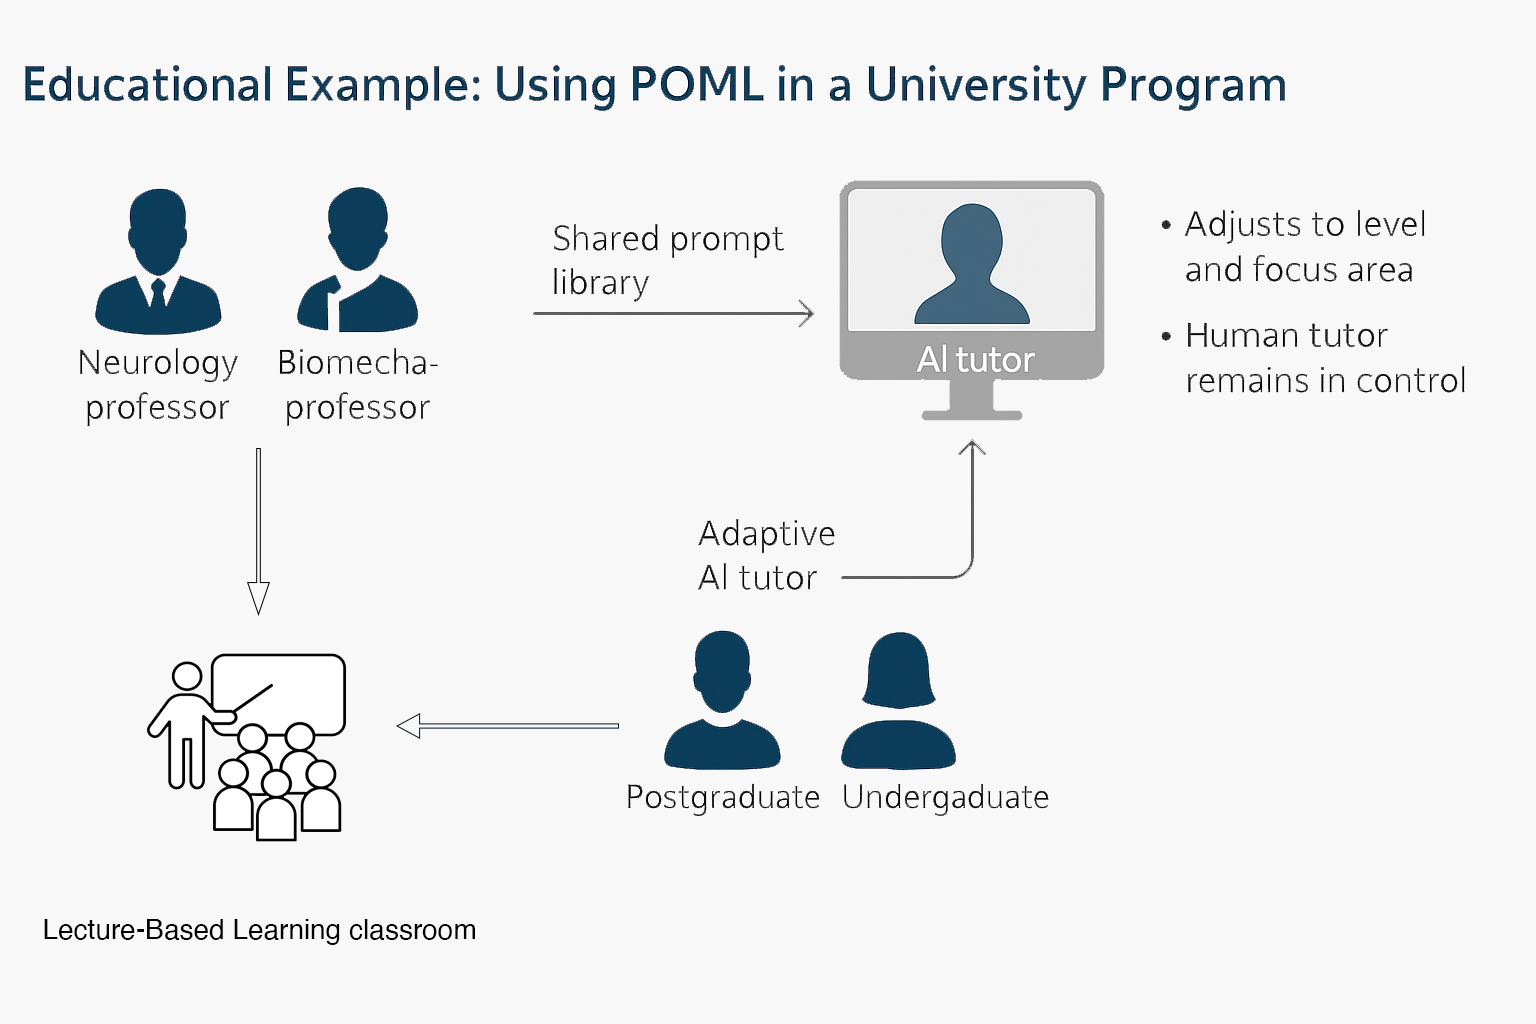 Educational Example: Using POML in a University Program
Shared prompt
library
AI tutor
• Adjusts to level
and focus area
• Human tutor
remains in control
Neurology
professor
Biomecha-
professor
Adaptive
AI tutor
Postgraduate
Undergaduate
Lecture-Based Learning classroom